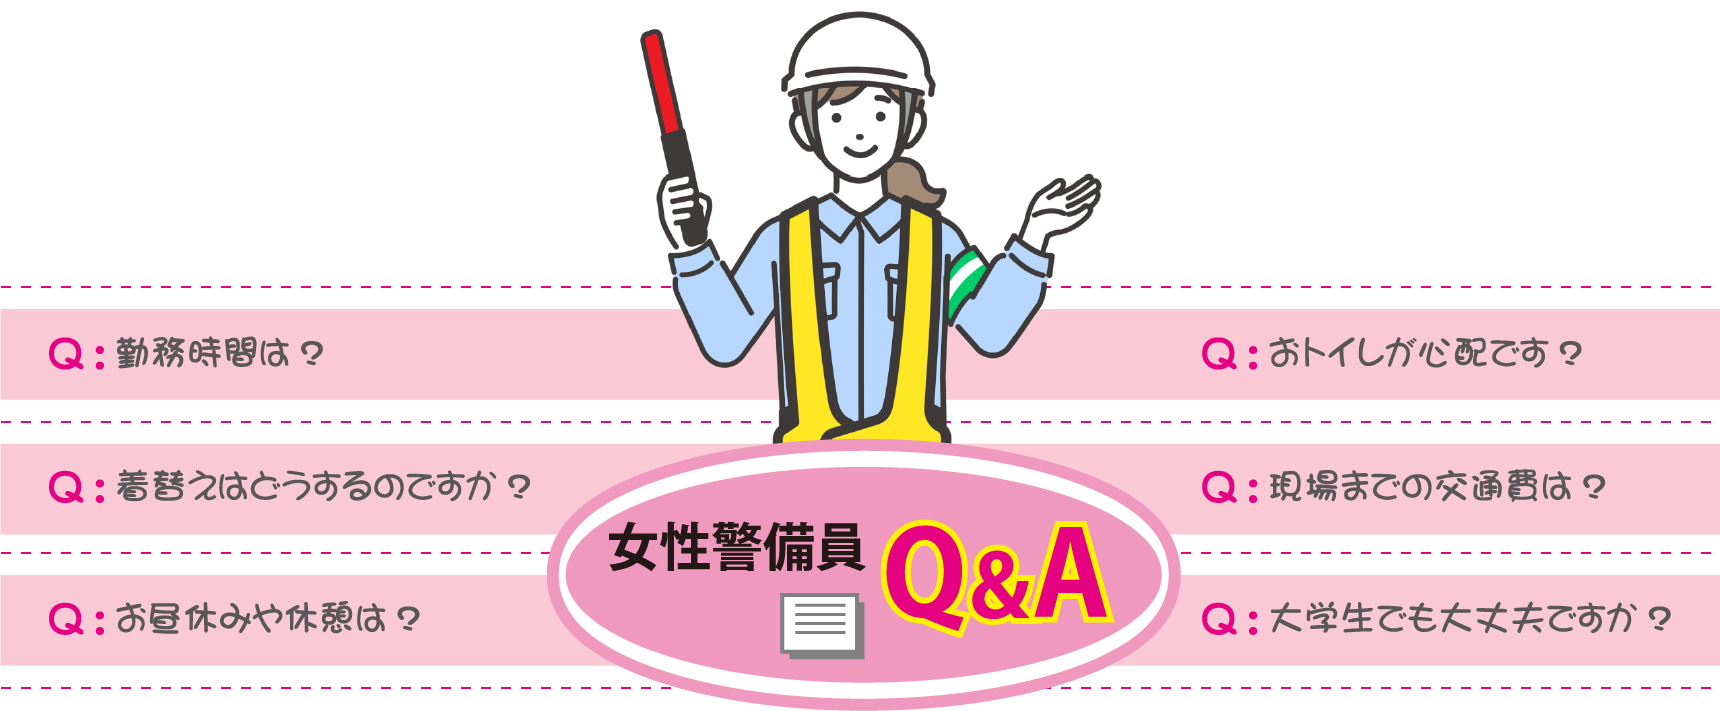 Q:勤務時間は？
Q:着替えはどうするのですか？
Q:お昼休みや休憩は？
Q:おトイレが心配です？
Q:現場までの交通費は？
Q:大学生でも大丈夫ですか？
女性警備員Q&A